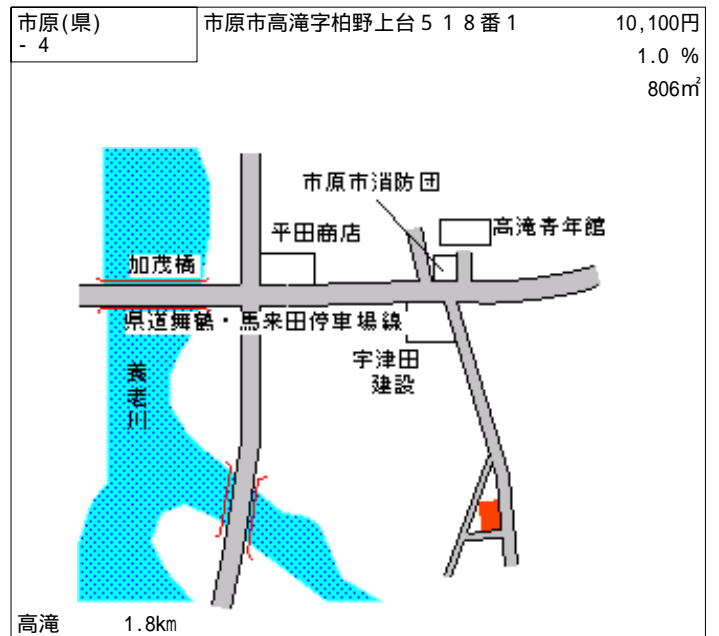 市原(県)
- 4
市原市高滝字柏野上台518番1
10,100円
1.0 %
806㎡
市原市消防団
平田商店
高滝青年館
加茂橋
県道舞鶴・馬来田停車場線
宇津田
建設
養老川
高滝 1.8km